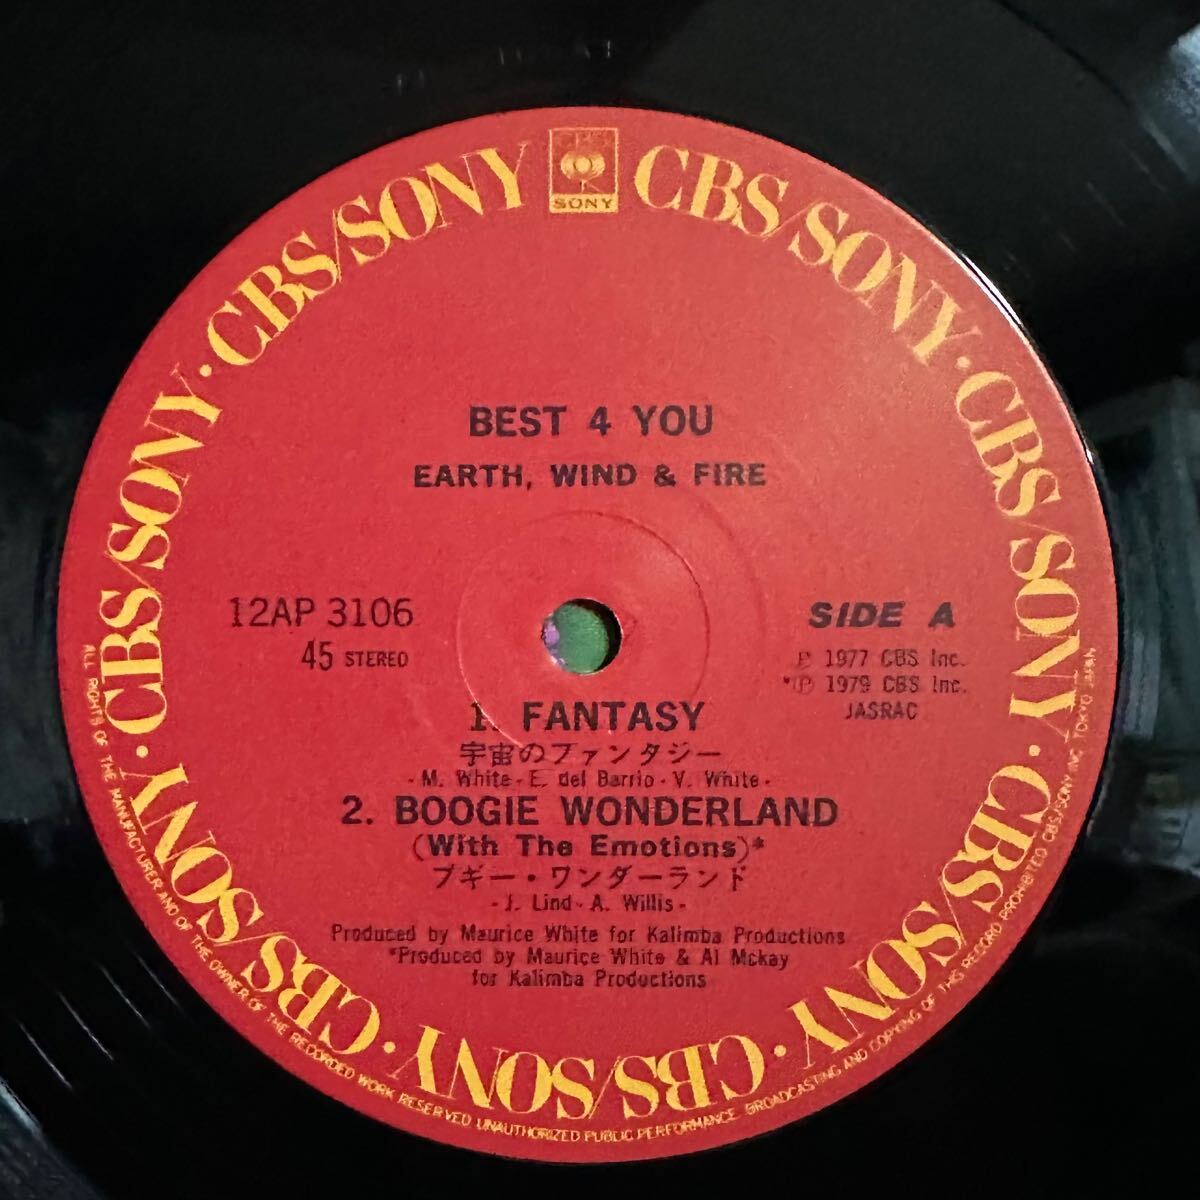 CBS/SONY · CBS/SONY · CBS/SONY · CBS/SONY · CBS/SONY · CBS/SONY · CBS/SONY · CBS/SONY · CBS/SONY
SONY
BEST 4 YOU
EARTH, WIND & FIRE
12AP 3106
45 STEREO
SIDE A
Ⓟ 1977 CBS Inc.
*Ⓟ 1979 CBS Inc.
JASRAC
1. FANTASY
宇宙のファンタジー
- M. White - E. del Barrio - V. White -
2. BOOGIE WONDERLAND
(With The Emotions)*
ブギー・ワンダーランド
- J. Lind - A. Willis -
Produced by Maurice White for Kalimba Productions
*Produced by Maurice White & Al Mckay
for Kalimba Productions
ALL RIGHTS OF THE MANUFACTURER AND OF THE OWNER OF THE RECORDED WORK RESERVED UNAUTHORIZED PUBLIC PERFORMANCE BROADCASTING AND COPYING OF THIS RECORD PROHIBITED CBS/SONY INC. TOKYO JAPAN